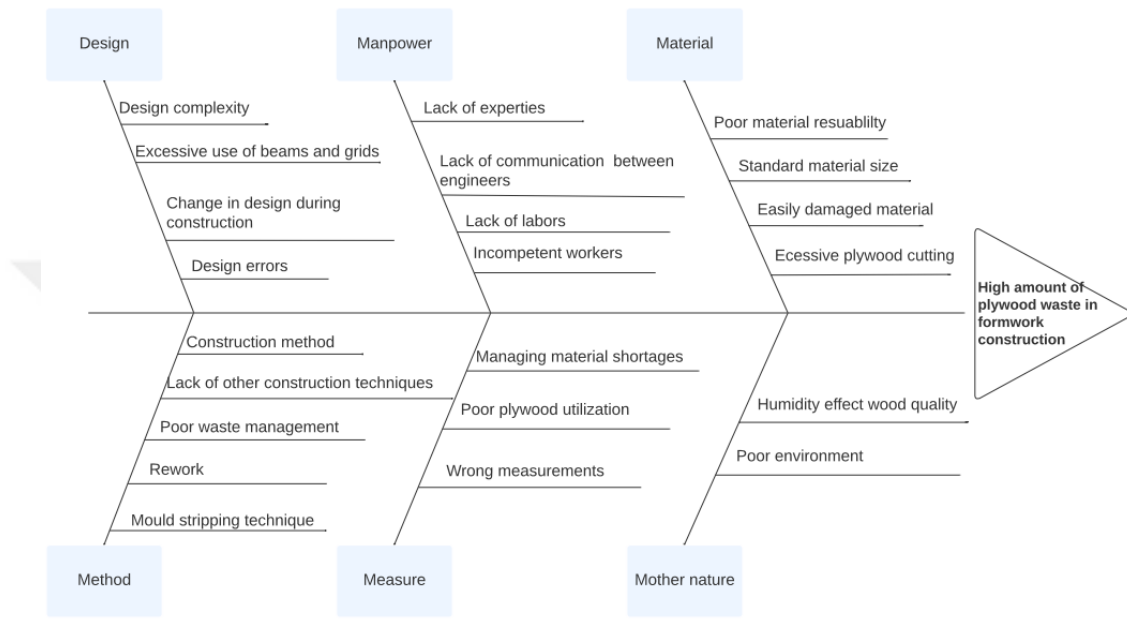 Design
Manpower
Material
Design complexity
Excessive use of beams and grids
Change in design during
construction
Design errors
Lack of experties
Lack of communication between
engineers
Lack of labors
Incompetent workers
Poor material resuablilty
Standard material size
Easily damaged material
Ecessive plywood cutting
High amount of
plywood waste in
formwork
construction
Construction method
Lack of other construction techniques
Poor waste management
Rework
Mould stripping technique
Managing material shortages
Poor plywood utilization
Wrong measurements
Humidity effect wood quality
Poor environment
Method
Measure
Mother nature